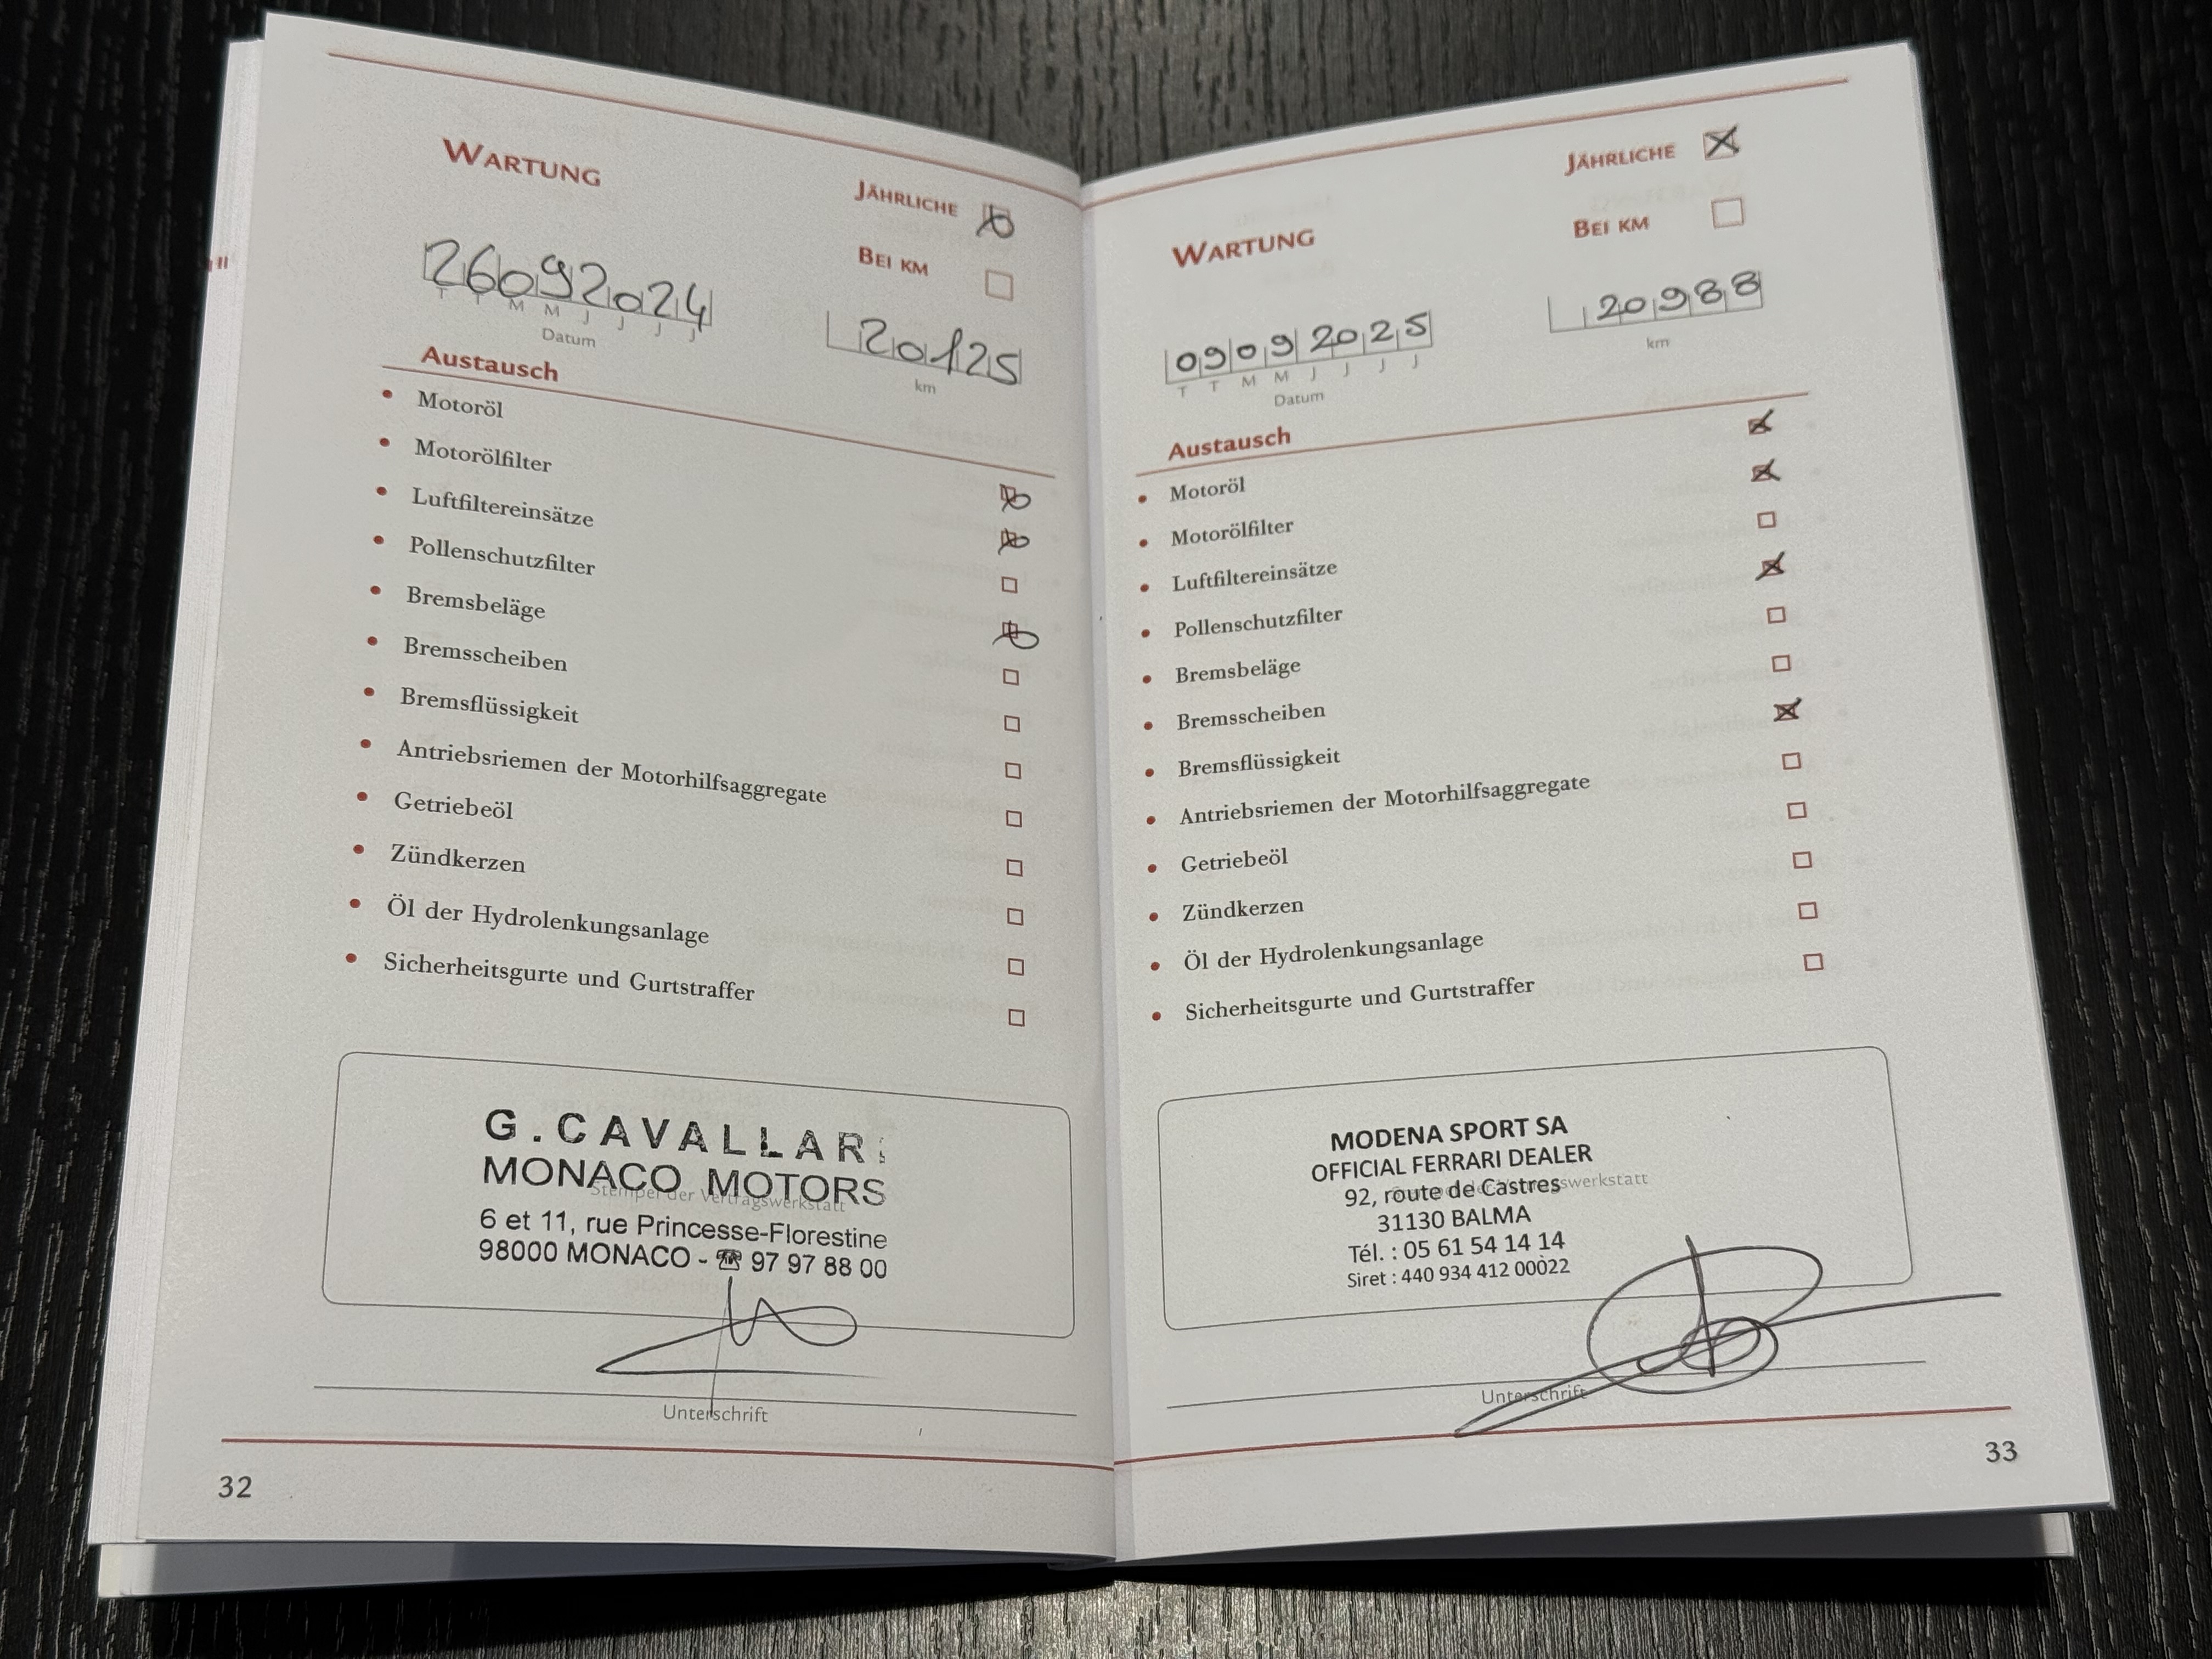 WARTUNG
JÄHRLICHE
BEI KM
26092024
T T M M J J J J
Datum
20125
km
Austausch
• Motoröl
• Motorölfilter
• Luftfiltereinsätze
• Pollenschutzfilter
• Bremsbeläge
• Bremsscheiben
• Bremsflüssigkeit
• Antriebsriemen der Motorhilfsaggregate
• Getriebeöl
• Zündkerzen
• Öl der Hydrolenkungsanlage
• Sicherheitsgurte und Gurtstraffer
G. CAVALLARI
MONACO MOTORS
Stempel der Vertragswerkstatt
6 et 11, rue Princesse-Florestine
98000 MONACO - ☎ 97 97 88 00
Unterschrift
32
WARTUNG
JÄHRLICHE
BEI KM
09092025
T T M M J J J J
Datum
20988
km
Austausch
• Motoröl
• Motorölfilter
• Luftfiltereinsätze
• Pollenschutzfilter
• Bremsbeläge
• Bremsscheiben
• Bremsflüssigkeit
• Antriebsriemen der Motorhilfsaggregate
• Getriebeöl
• Zündkerzen
• Öl der Hydrolenkungsanlage
• Sicherheitsgurte und Gurtstraffer
MODENA SPORT SA
OFFICIAL FERRARI DEALER
92, route de Castres
31130 BALMA
Tél. : 05 61 54 14 14
Siret : 440 934 412 00022
Unterschrift
33